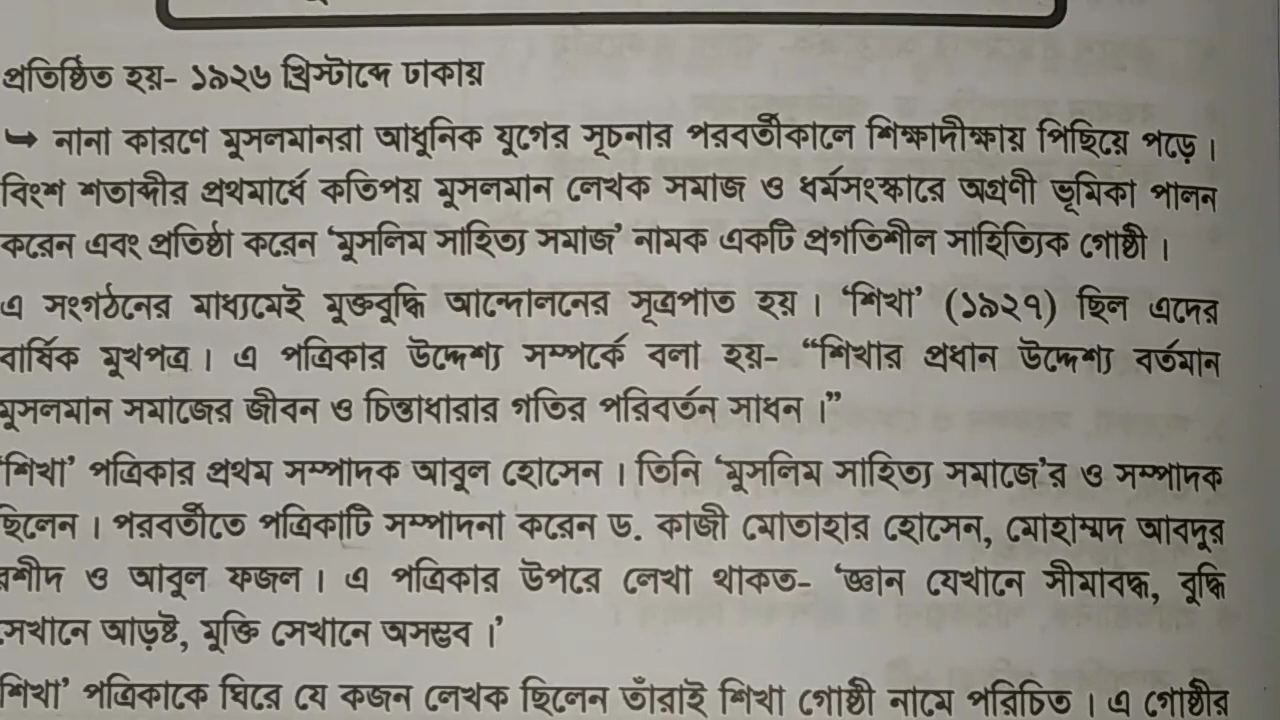 প্রতিষ্ঠিত হয়- ১৯২৬ খ্রিস্টাব্দে ঢাকায়
↪ নানা কারণে মুসলমানরা আধুনিক যুগের সূচনার পরবর্তীকালে শিক্ষাদীক্ষায় পিছিয়ে পড়ে।
বিংশ শতাব্দীর প্রথমার্ধে কতিপয় মুসলমান লেখক সমাজ ও ধর্মসংস্কারে অগ্রণী ভূমিকা পালন
করেন এবং প্রতিষ্ঠা করেন ‘মুসলিম সাহিত্য সমাজ’ নামক একটি প্রগতিশীল সাহিত্যিক গোষ্ঠী।
এ সংগঠনের মাধ্যমেই মুক্তবুদ্ধি আন্দোলনের সূত্রপাত হয়। ‘শিখা’ (১৯২৭) ছিল এদের
বার্ষিক মুখপত্র। এ পত্রিকার উদ্দেশ্য সম্পর্কে বলা হয়- “শিখার প্রধান উদ্দেশ্য বর্তমান
মুসলমান সমাজের জীবন ও চিন্তাধারার গতির পরিবর্তন সাধন।”
‘শিখা’ পত্রিকার প্রথম সম্পাদক আবুল হোসেন। তিনি ‘মুসলিম সাহিত্য সমাজে’র ও সম্পাদক
ছিলেন। পরবর্তীতে পত্রিকাটি সম্পাদনা করেন ড. কাজী মোতাহার হোসেন, মোহাম্মদ আবদুর
রশীদ ও আবুল ফজল। এ পত্রিকার উপরে লেখা থাকত- ‘জ্ঞান যেখানে সীমাবদ্ধ, বুদ্ধি
সেখানে আড়ষ্ট, মুক্তি সেখানে অসম্ভব।’
শিখা’ পত্রিকাকে ঘিরে যে কজন লেখক ছিলেন তাঁরাই শিখা গোষ্ঠী নামে পরিচিত। এ গোষ্ঠীর